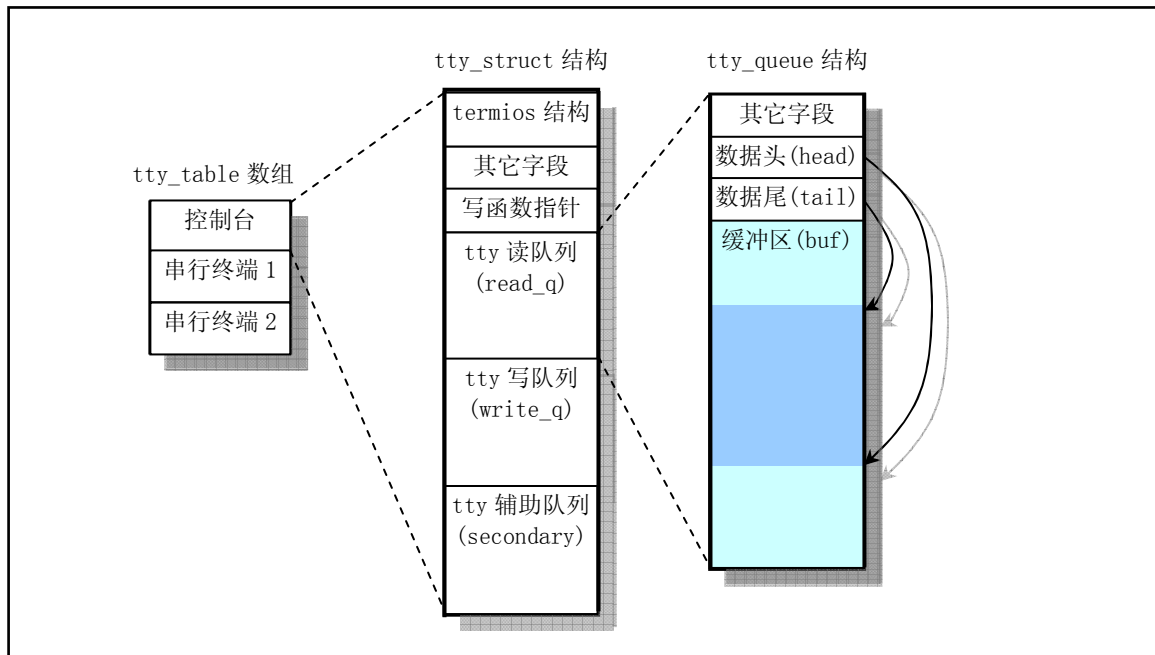 tty_struct 结构
tty_queue 结构
tty_table 数组
控制台
串行终端 1
串行终端 2
termios 结构
其它字段
写函数指针
tty 读队列
(read_q)
tty 写队列
(write_q)
tty 辅助队列
(secondary)
其它字段
数据头(head)
数据尾(tail)
缓冲区(buf)